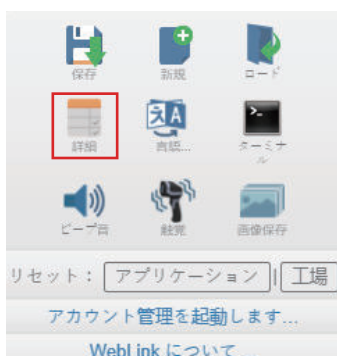 保存 新規 ロード
詳細 言語... ターミナル
ビープ音 触覚 画像保存
リセット： アプリケーション | 工場
アカウント管理を起動します...
WebLink について...